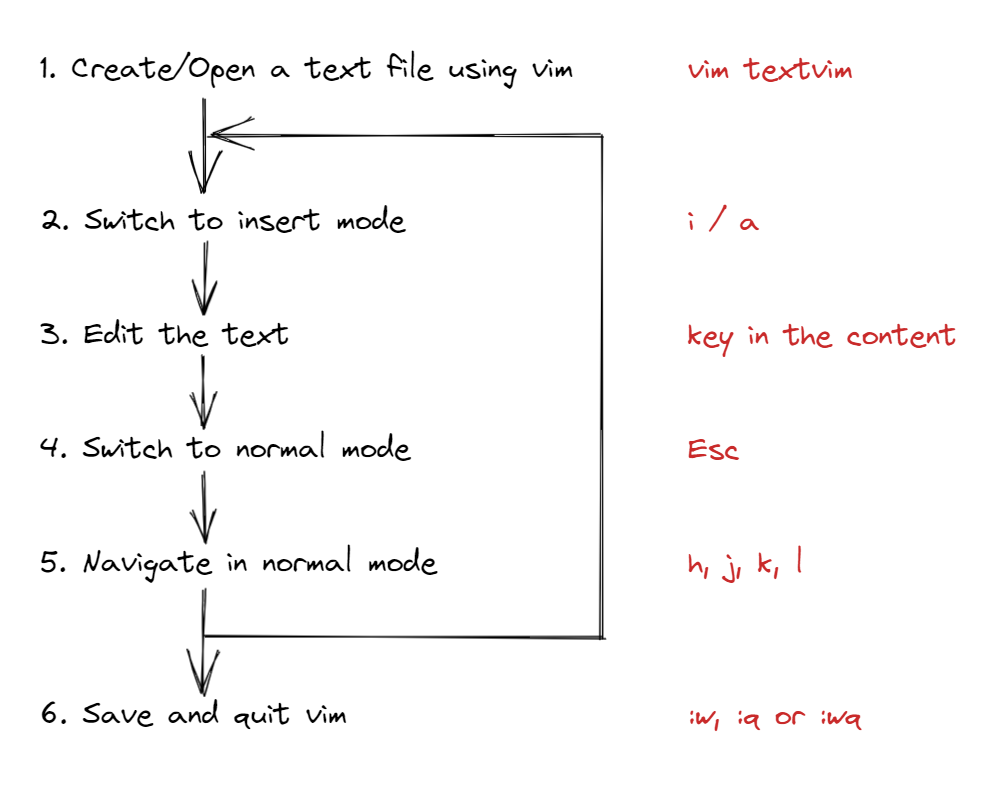 1. Create/Open a text file using vim vim textvim
2. Switch to insert mode i / a
3. Edit the text key in the content
4. Switch to normal mode Esc
5. Navigate in normal mode h, j, k, l
6. Save and quit vim :w, :q or :wq